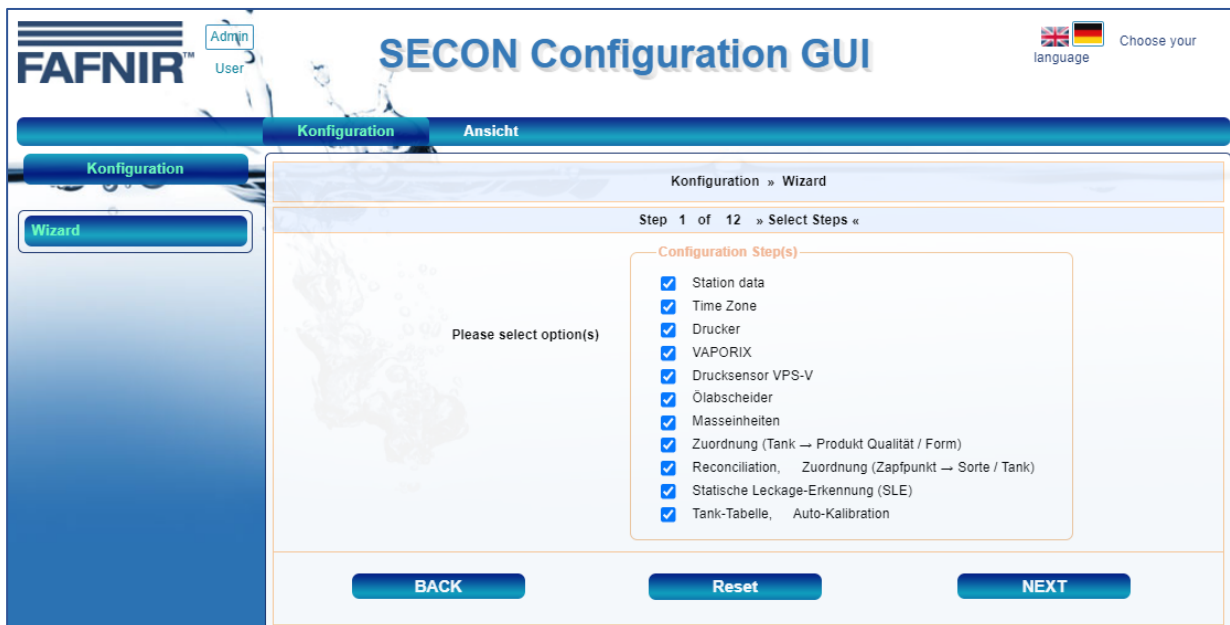 FAFNIR™
Admin
User
SECON Configuration GUI
Choose your
language
Konfiguration
Ansicht
Konfiguration
Wizard
Konfiguration » Wizard
Step 1 of 12 » Select Steps «
Please select option(s)
Configuration Step(s)
Station data
Time Zone
Drucker
VAPORIX
Drucksensor VPS-V
Ölabscheider
Masseinheiten
Zuordnung (Tank → Produkt Qualität / Form)
Reconciliation, Zuordnung (Zapfpunkt → Sorte / Tank)
Statische Leckage-Erkennung (SLE)
Tank-Tabelle, Auto-Kalibration
BACK
Reset
NEXT